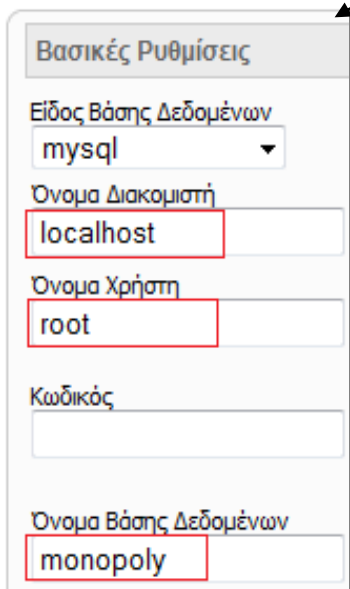 Βασικές Ρυθμίσεις
Είδος Βάσης Δεδομένων
mysql
Όνομα Διακομιστή
localhost
Όνομα Χρήστη
root
Κωδικός
Όνομα Βάσης Δεδομένων
monopoly